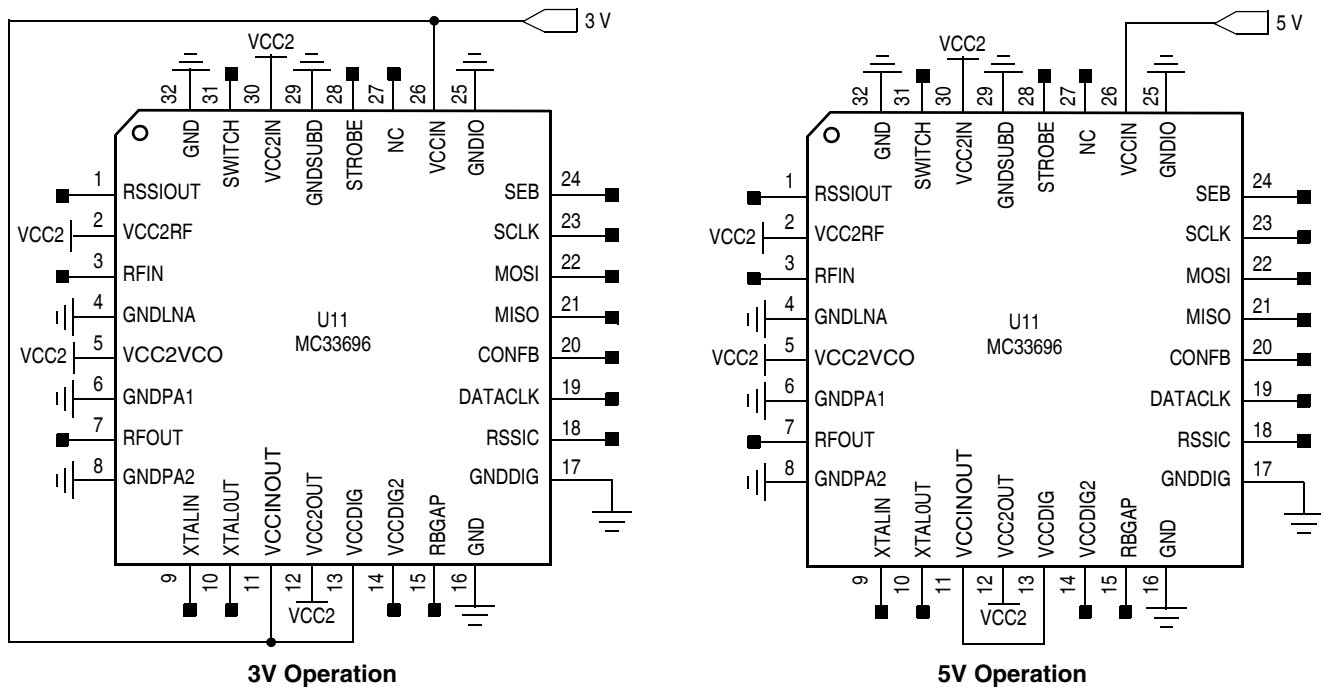 3 V
VCC2
32
31
30
29
28
27
26
25
GND
SWITCH
VCC2IN
GNDSUBD
STROBE
NC
VCCIN
GNDIO
1
RSSIOUT
2
VCC2
VCC2RF
3
RFIN
4
GNDLNA
5
VCC2
VCC2VCO
6
GNDPA1
7
RFOUT
8
GNDPA2
U11
MC33696
SEB
24
SCLK
23
MOSI
22
MISO
21
CONFB
20
DATACLK
19
RSSIC
18
GNDDIG
17
XTALIN
XTAL0UT
VCCINOUT
VCC2OUT
VCCDIG
VCCDIG2
RBGAP
GND
9
10
11
12
13
14
15
16
VCC2
3V Operation
5 V
VCC2
32
31
30
29
28
27
26
25
GND
SWITCH
VCC2IN
GNDSUBD
STROBE
NC
VCCIN
GNDIO
1
RSSIOUT
2
VCC2
VCC2RF
3
RFIN
4
GNDLNA
5
VCC2
VCC2VCO
6
GNDPA1
7
RFOUT
8
GNDPA2
U11
MC33696
SEB
24
SCLK
23
MOSI
22
MISO
21
CONFB
20
DATACLK
19
RSSIC
18
GNDDIG
17
XTALIN
XTAL0UT
VCCINOUT
VCC2OUT
VCCDIG
VCCDIG2
RBGAP
GND
9
10
11
12
13
14
15
16
VCC2
5V Operation